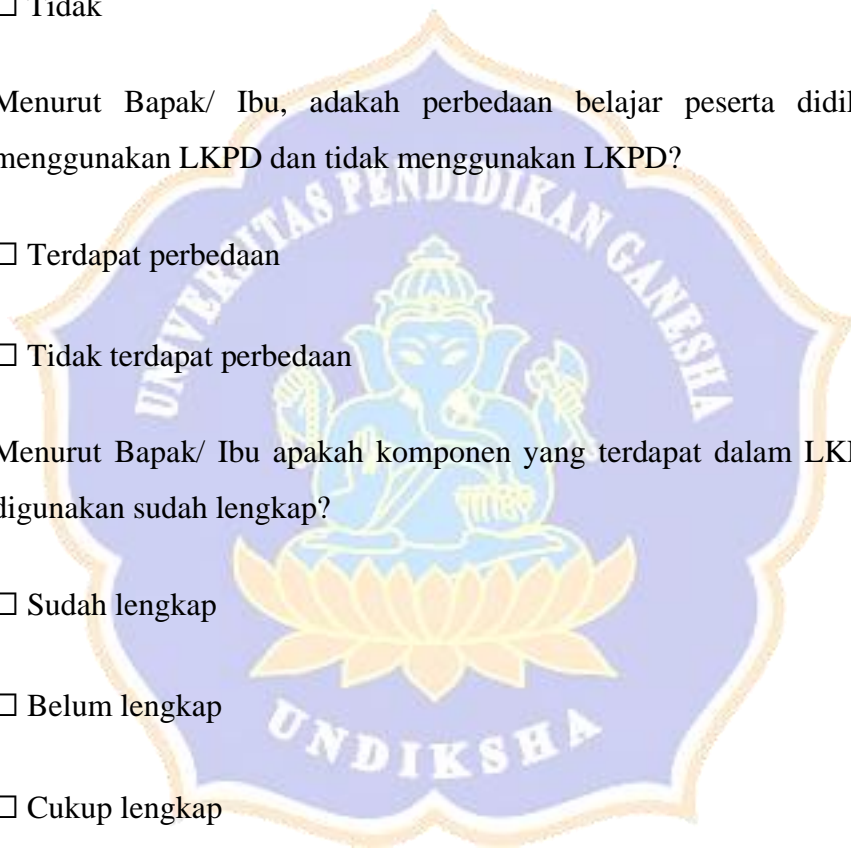 ☐ Tidak
Menurut Bapak/ Ibu, adakah perbedaan belajar peserta
menggunakan LKPD dan tidak menggunakan LKPD?
UNIVERSITAS PENDIDIKAN GANESHA
☐ Terdapat perbedaan
☐ Tidak terdapat perbedaan
Menurut Bapak/ Ibu apakah komponen yang terdapat dalam
digunakan sudah lengkap?
☐ Sudah lengkap
☐ Belum lengkap
UNDIKSHA
☐ Cukup lengkap